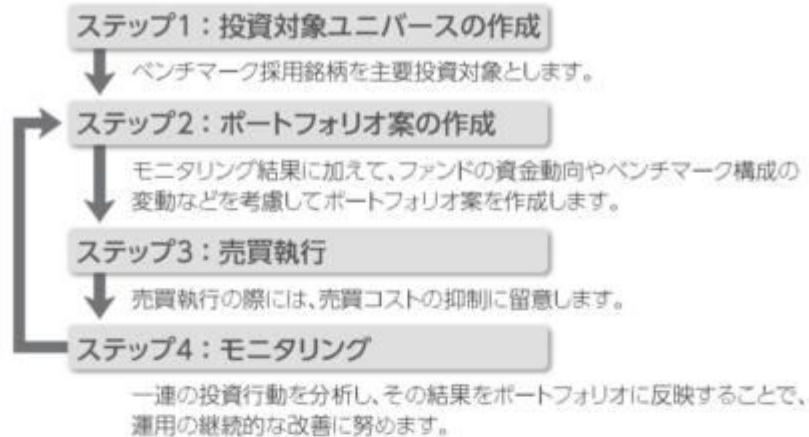 ステップ1：投資対象ユニバースの作成
ベンチマーク採用銘柄を主要投資対象とします。
ステップ2：ポートフォリオ案の作成
モニタリング結果に加えて、ファンドの資金動向やベンチマーク構成の
変動などを考慮してポートフォリオ案を作成します。
ステップ3：売買執行
売買執行の際には、売買コストの抑制に留意します。
ステップ4：モニタリング
一連の投資行動を分析し、その結果をポートフォリオに反映することで、
運用の継続的な改善に努めます。